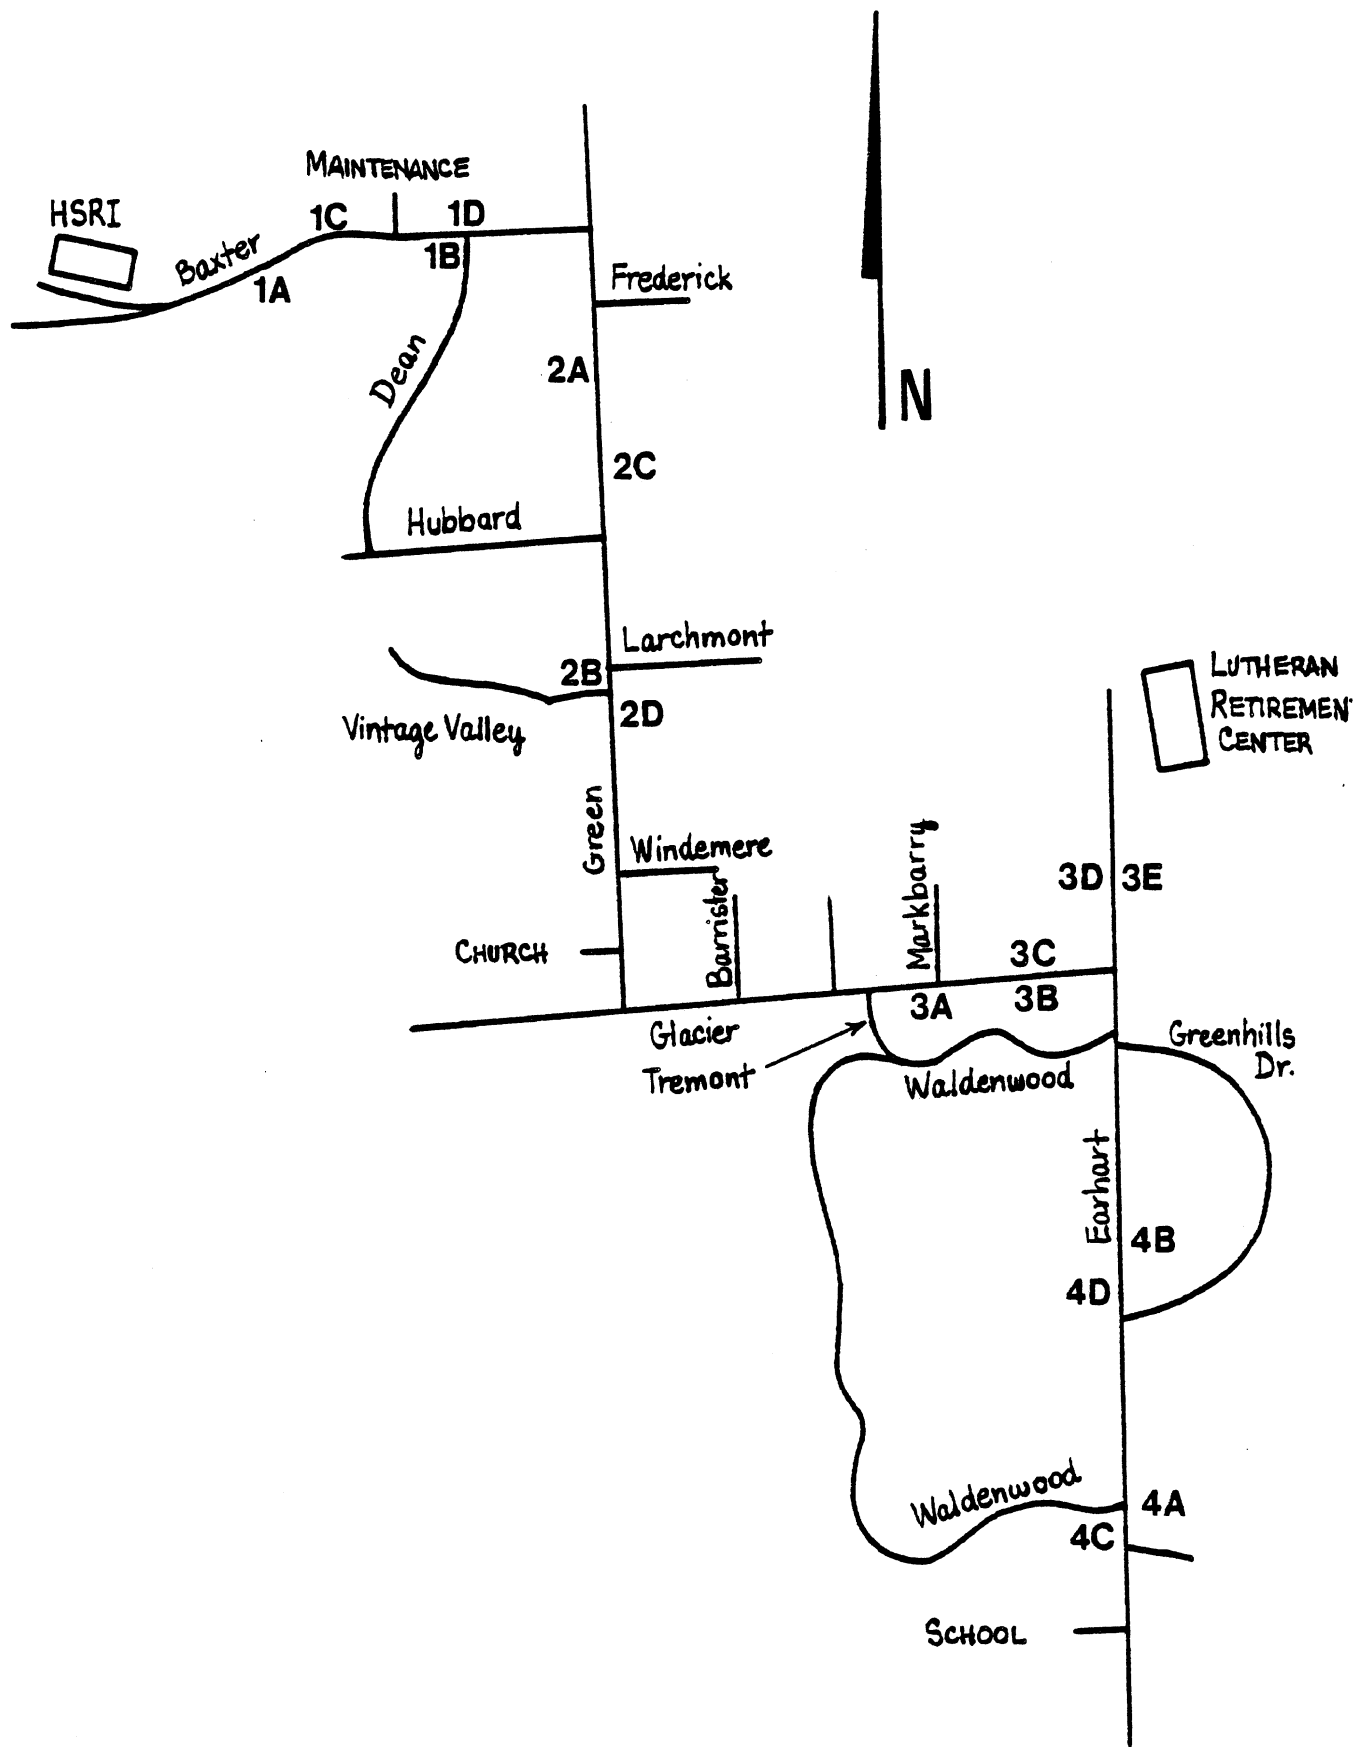 MAINTENANCE
HSRI
1C
1D
Baxter
1B
1A
Frederick
Dean
2A
N
2C
Hubbard
Larchmont
2B
LUTHERAN
RETIREMEN
CENTER
2D
Vintage Valley
Green
Windemere
Markbarry
3D
3E
Barrister
CHURCH
3C
3A
3B
Glacier
Greenhills
Dr.
Tremont
Waldenwood
Earhart
4B
4D
Waldenwood
4A
4C
SCHOOL